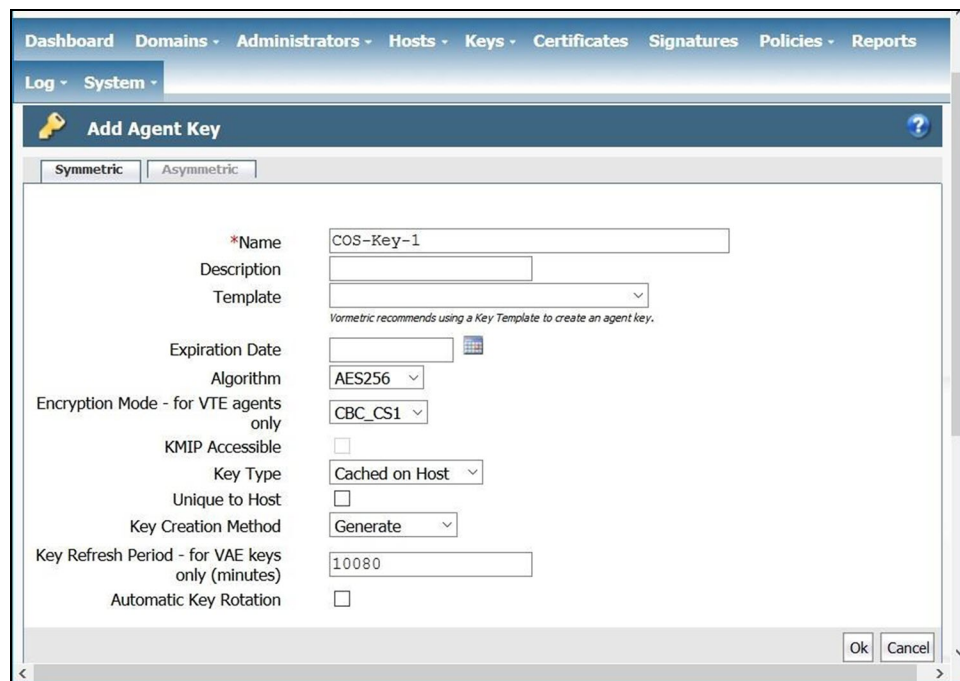 Dashboard Domains Administrators Hosts Keys Certificates Signatures Policies Reports
Log System
Add Agent Key ?
Symmetric Asymmetric
*Name COS-Key-1
Description
Template
Vormetric recommends using a Key Template to create an agent key.
Expiration Date
Algorithm AES256
Encryption Mode - for VTE agents
only CBC_CS1
KMIP Accessible
Key Type Cached on Host
Unique to Host
Key Creation Method Generate
Key Refresh Period - for VAE keys
only (minutes) 10080
Automatic Key Rotation
Ok Cancel